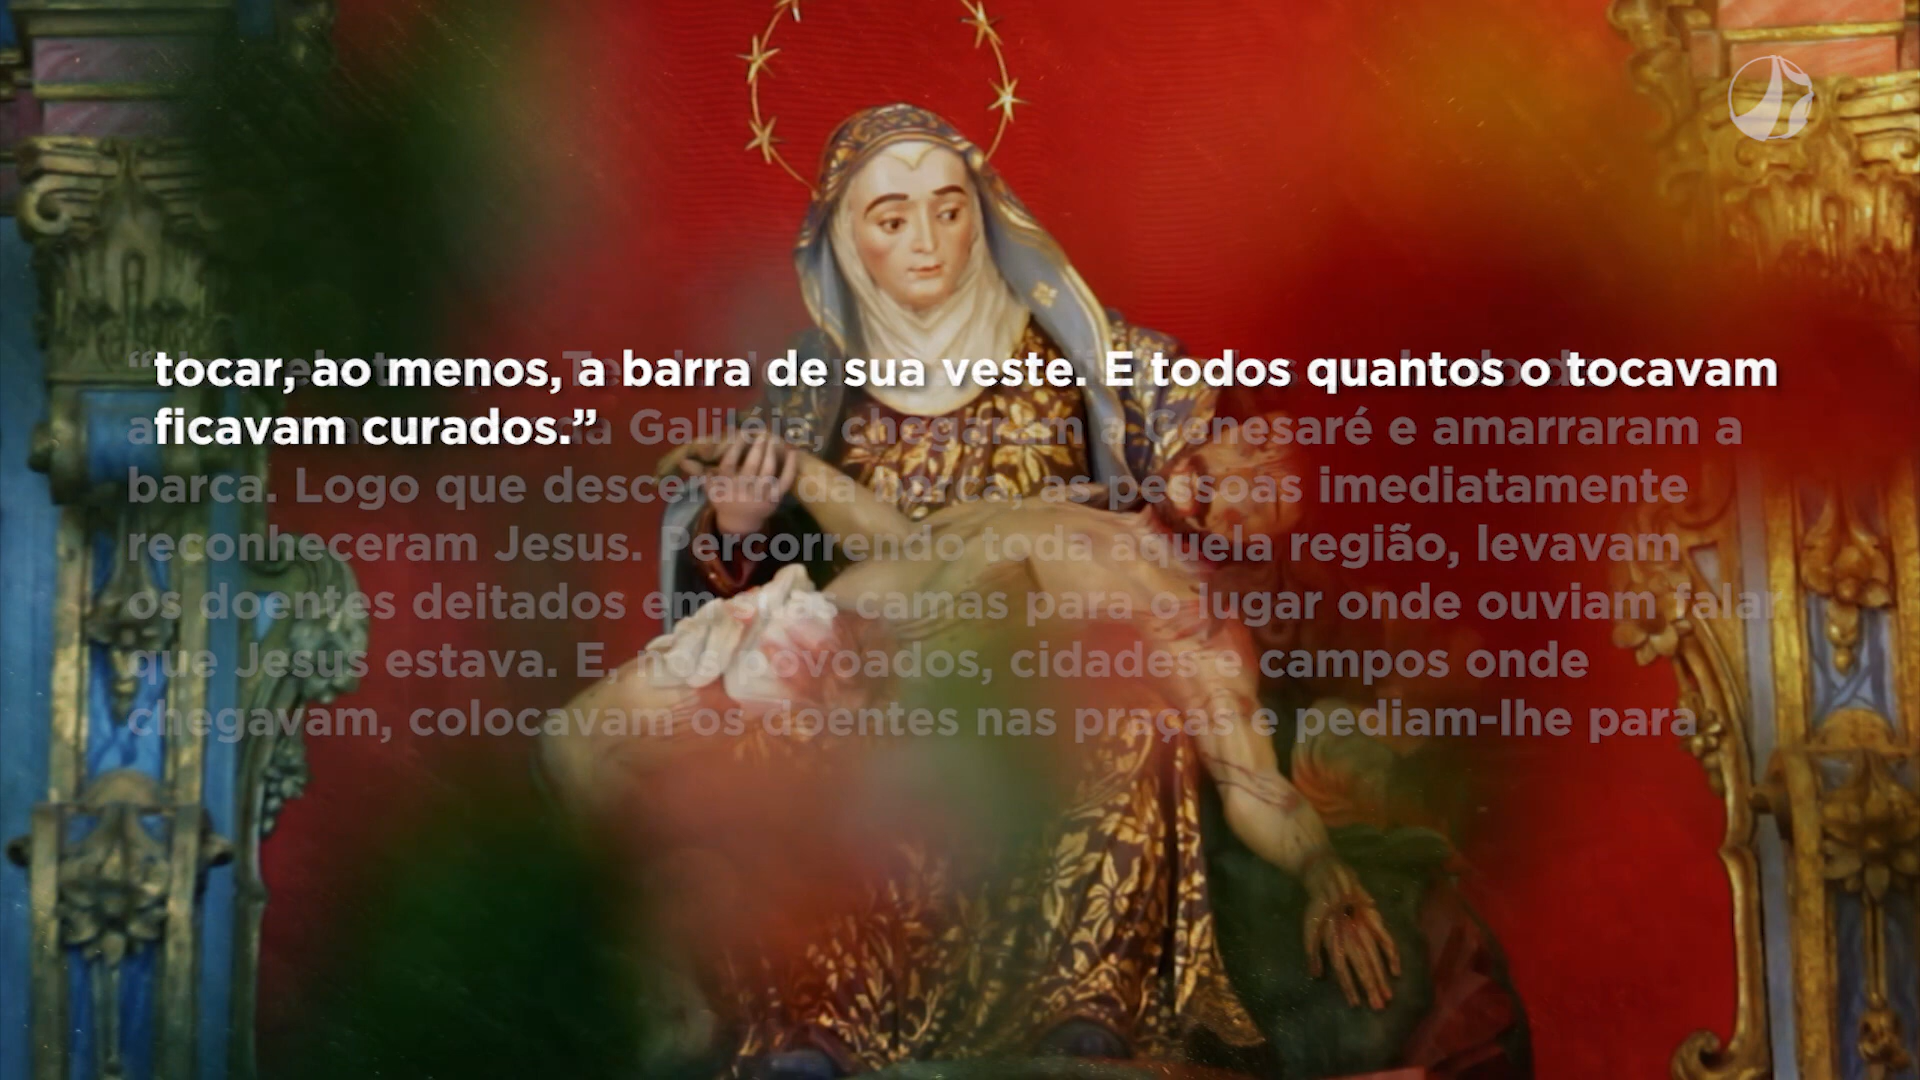 tocar, ao menos, a barra de sua veste. E todos quantos o tocavam
ficavam curados.”
da Galiléia, chegaram a Genesaré e amarraram a
barca. Logo que desceram da barca, as pessoas imediatamente
reconheceram Jesus. Percorrendo toda aquela região, levavam
os doentes deitados em suas camas para o lugar onde ouviam falar
que Jesus estava. E, nos povoados, cidades e campos onde
chegavam, colocavam os doentes nas praças e pediam-lhe para